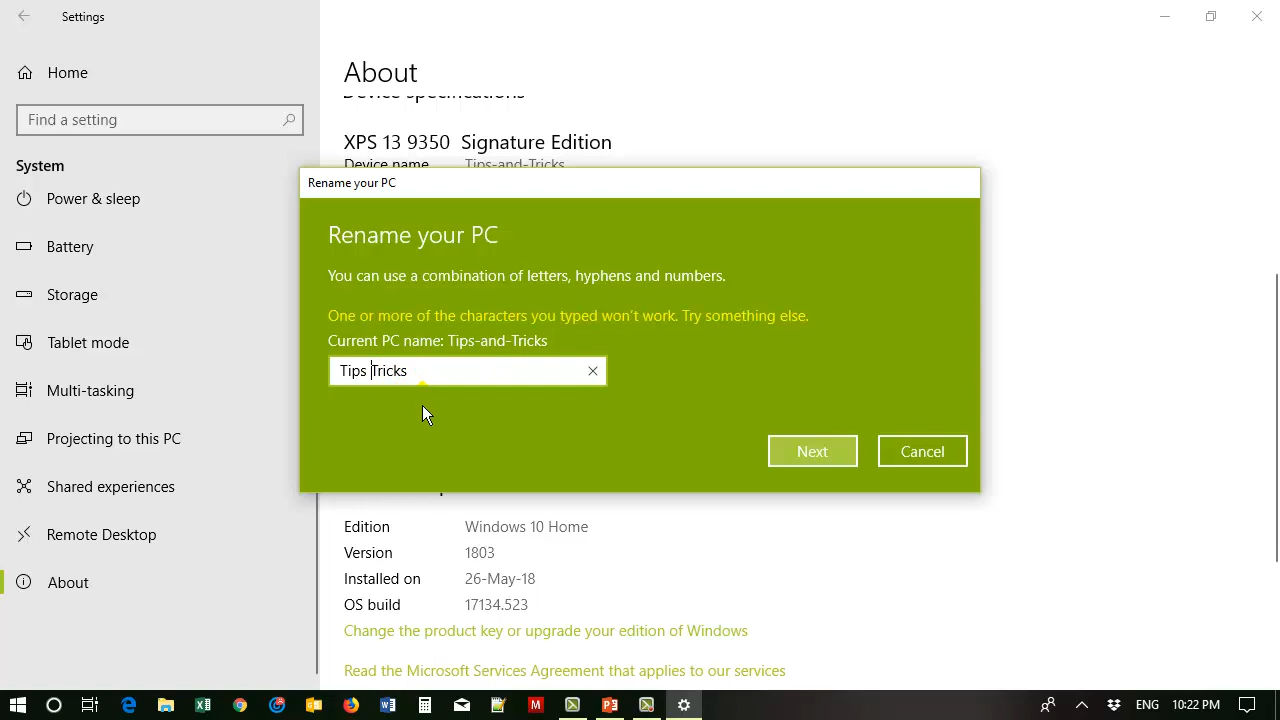 Settings
Home
Find a setting
System
Power & sleep
Battery
Storage
Tablet mode
Multi-tasking
Projecting to this PC
Shared experiences
Remote Desktop
About
About
Device specifications
XPS 13 9350 Signature Edition
Device name Tips-and-Tricks
Rename your PC
Rename your PC
You can use a combination of letters, hyphens and numbers.
One or more of the characters you typed won't work. Try something else.
Current PC name: Tips-and-Tricks
Tips Tricks
Next Cancel
Edition Windows 10 Home
Version 1803
Installed on 26-May-18
OS build 17134.523
Change the product key or upgrade your edition of Windows
Read the Microsoft Services Agreement that applies to our services
ENG 10:22 PM